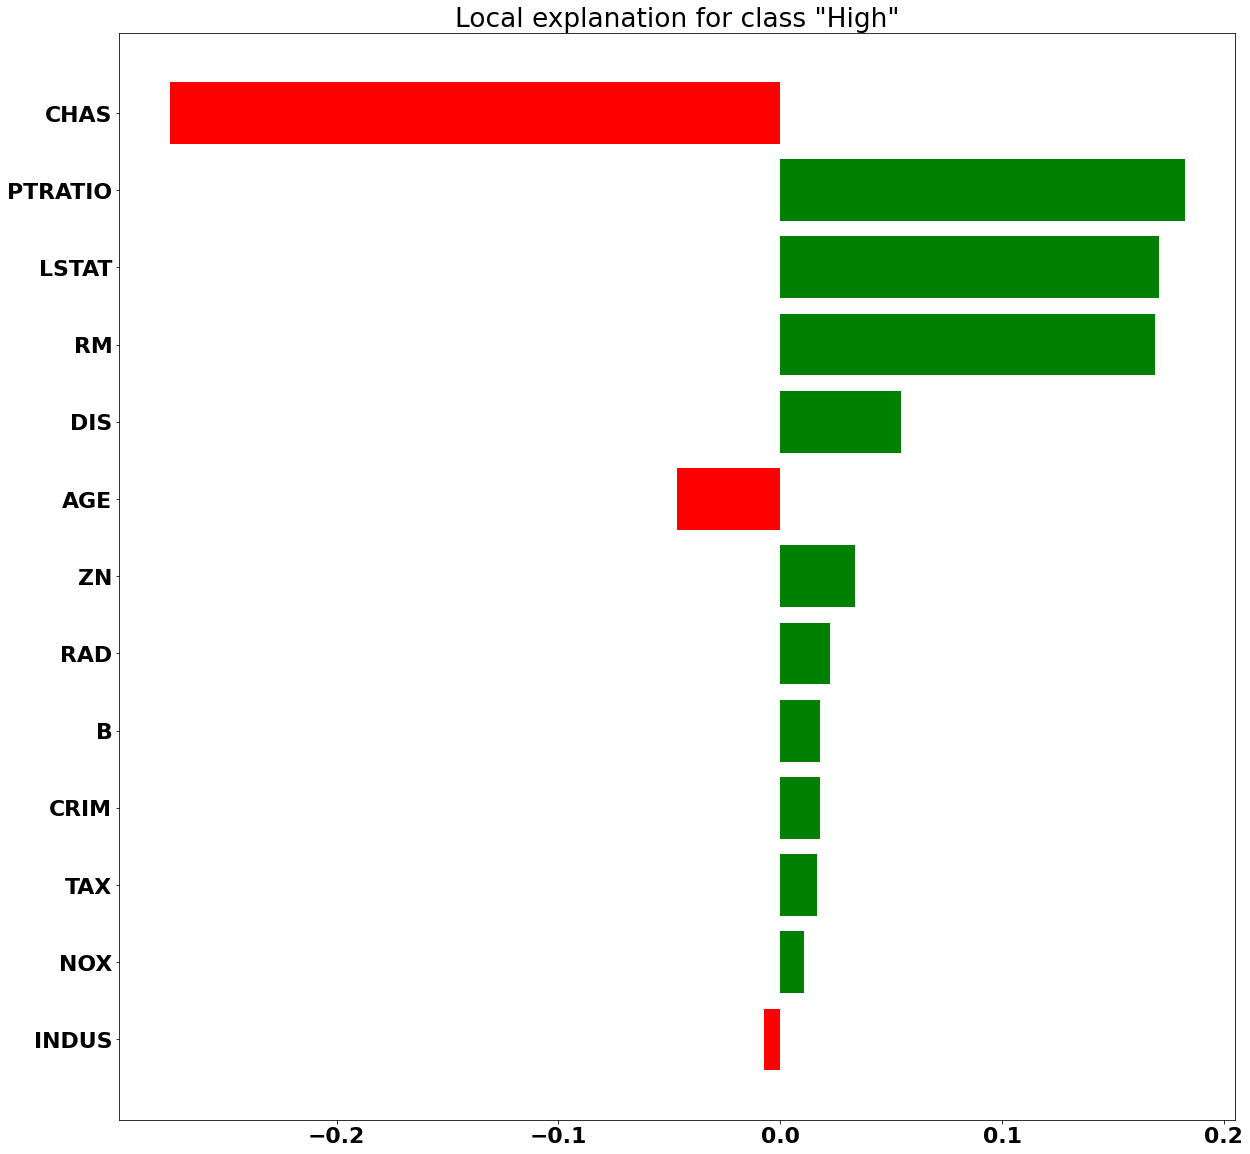 Local explanation for class "High"
CHAS
PTRATIO
LSTAT
RM
DIS
AGE
ZN
RAD
B
CRIM
TAX
NOX
INDUS
−0.2 −0.1 0.0 0.1 0.2